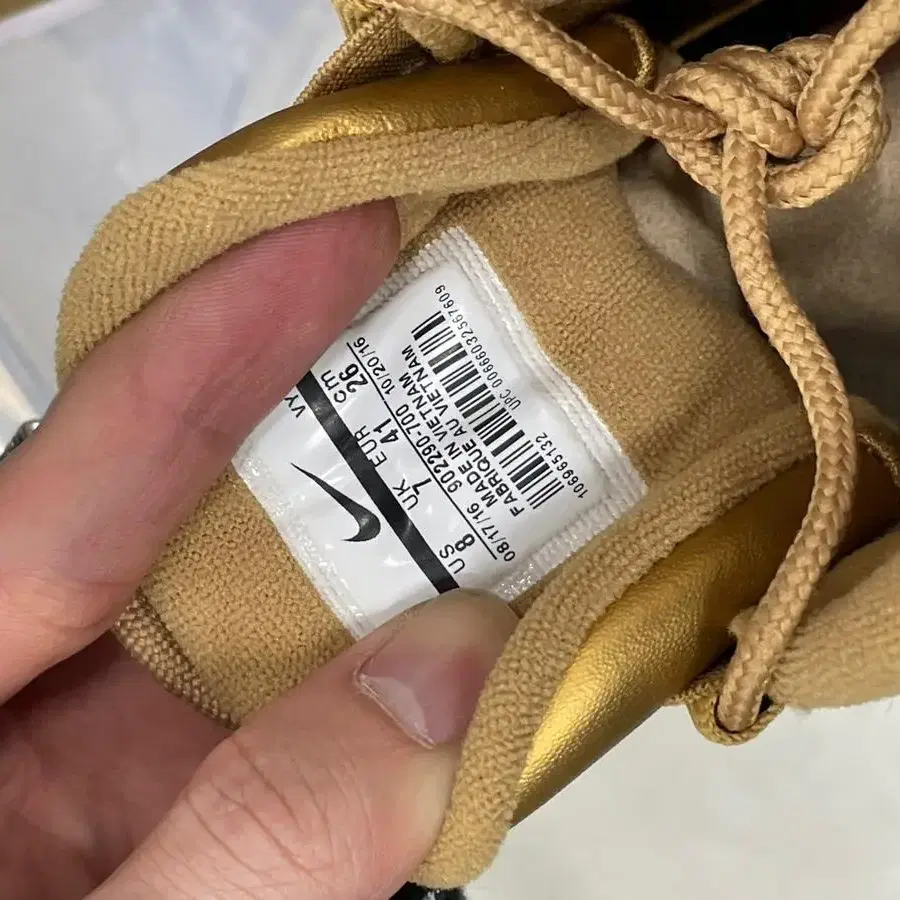 US UK EUR cm VY
8 7 41 26
08/17/16 902290-700 10/20/16
MADE IN VIETNAM
FABRIQUE AU VIETNAM
UPC 00666032567609
106965132